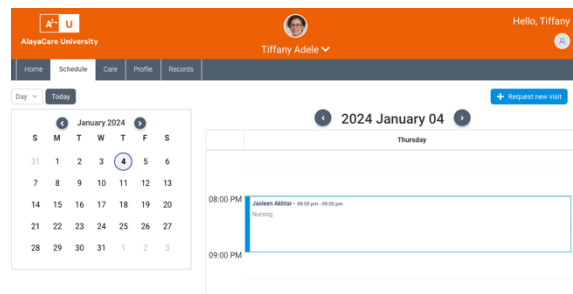 A U
AlayaCare University
Tiffany Adele
Hello, Tiffany
Home Schedule Care Profile Records
Day Today
+ Request new visit
January 2024
S M T W T F S
31 1 2 3 4 5 6
7 8 9 10 11 12 13
14 15 16 17 18 19 20
21 22 23 24 25 26 27
28 29 30 31 1 2 3
2024 January 04
Thursday
08:00 PM
Jasleen Akhtar - 08:00 pm - 09:00 pm
Nursing
09:00 PM